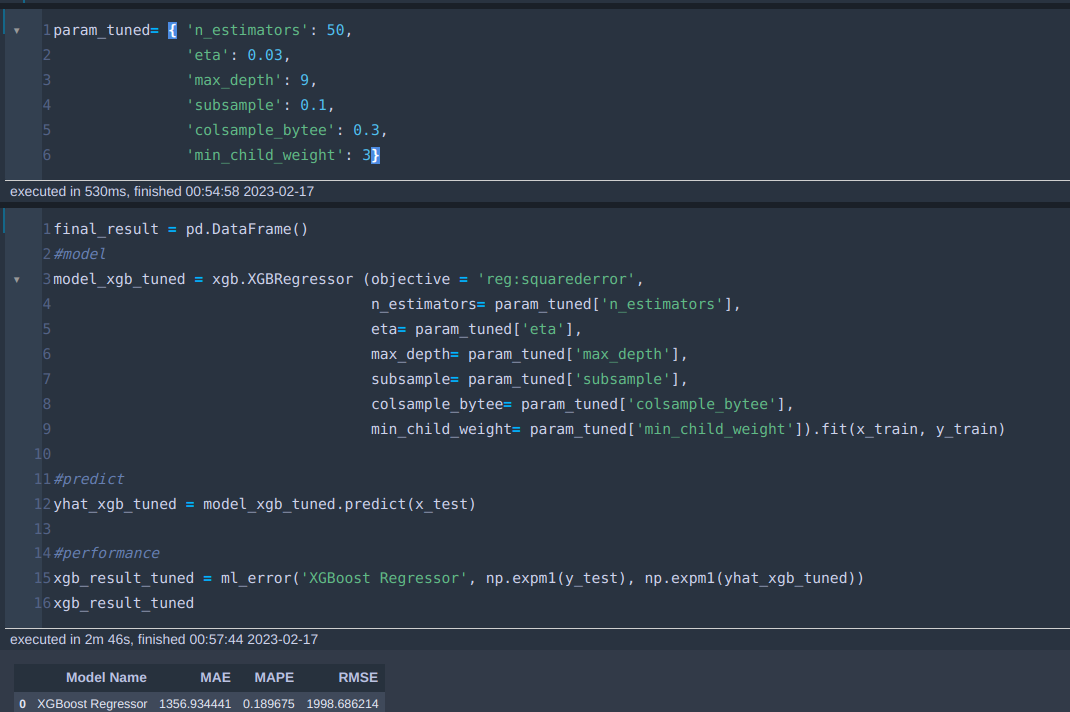 1 param_tuned= { 'n_estimators': 50,
2 'eta': 0.03,
3 'max_depth': 9,
4 'subsample': 0.1,
5 'colsample_bytee': 0.3,
6 'min_child_weight': 3}
executed in 530ms, finished 00:54:58 2023-02-17
1 final_result = pd.DataFrame()
2 #model
3 model_xgb_tuned = xgb.XGBRegressor (objective = 'reg:squarederror',
4 n_estimators= param_tuned['n_estimators'],
5 eta= param_tuned['eta'],
6 max_depth= param_tuned['max_depth'],
7 subsample= param_tuned['subsample'],
8 colsample_bytee= param_tuned['colsample_bytee'],
9 min_child_weight= param_tuned['min_child_weight']).fit(x_train, y_train)
10
11 #predict
12 yhat_xgb_tuned = model_xgb_tuned.predict(x_test)
13
14 #performance
15 xgb_result_tuned = ml_error('XGBoost Regressor', np.expm1(y_test), np.expm1(yhat_xgb_tuned))
16 xgb_result_tuned
executed in 2m 46s, finished 00:57:44 2023-02-17
Model Name MAE MAPE RMSE
0 XGBoost Regressor 1356.934441 0.189675 1998.686214